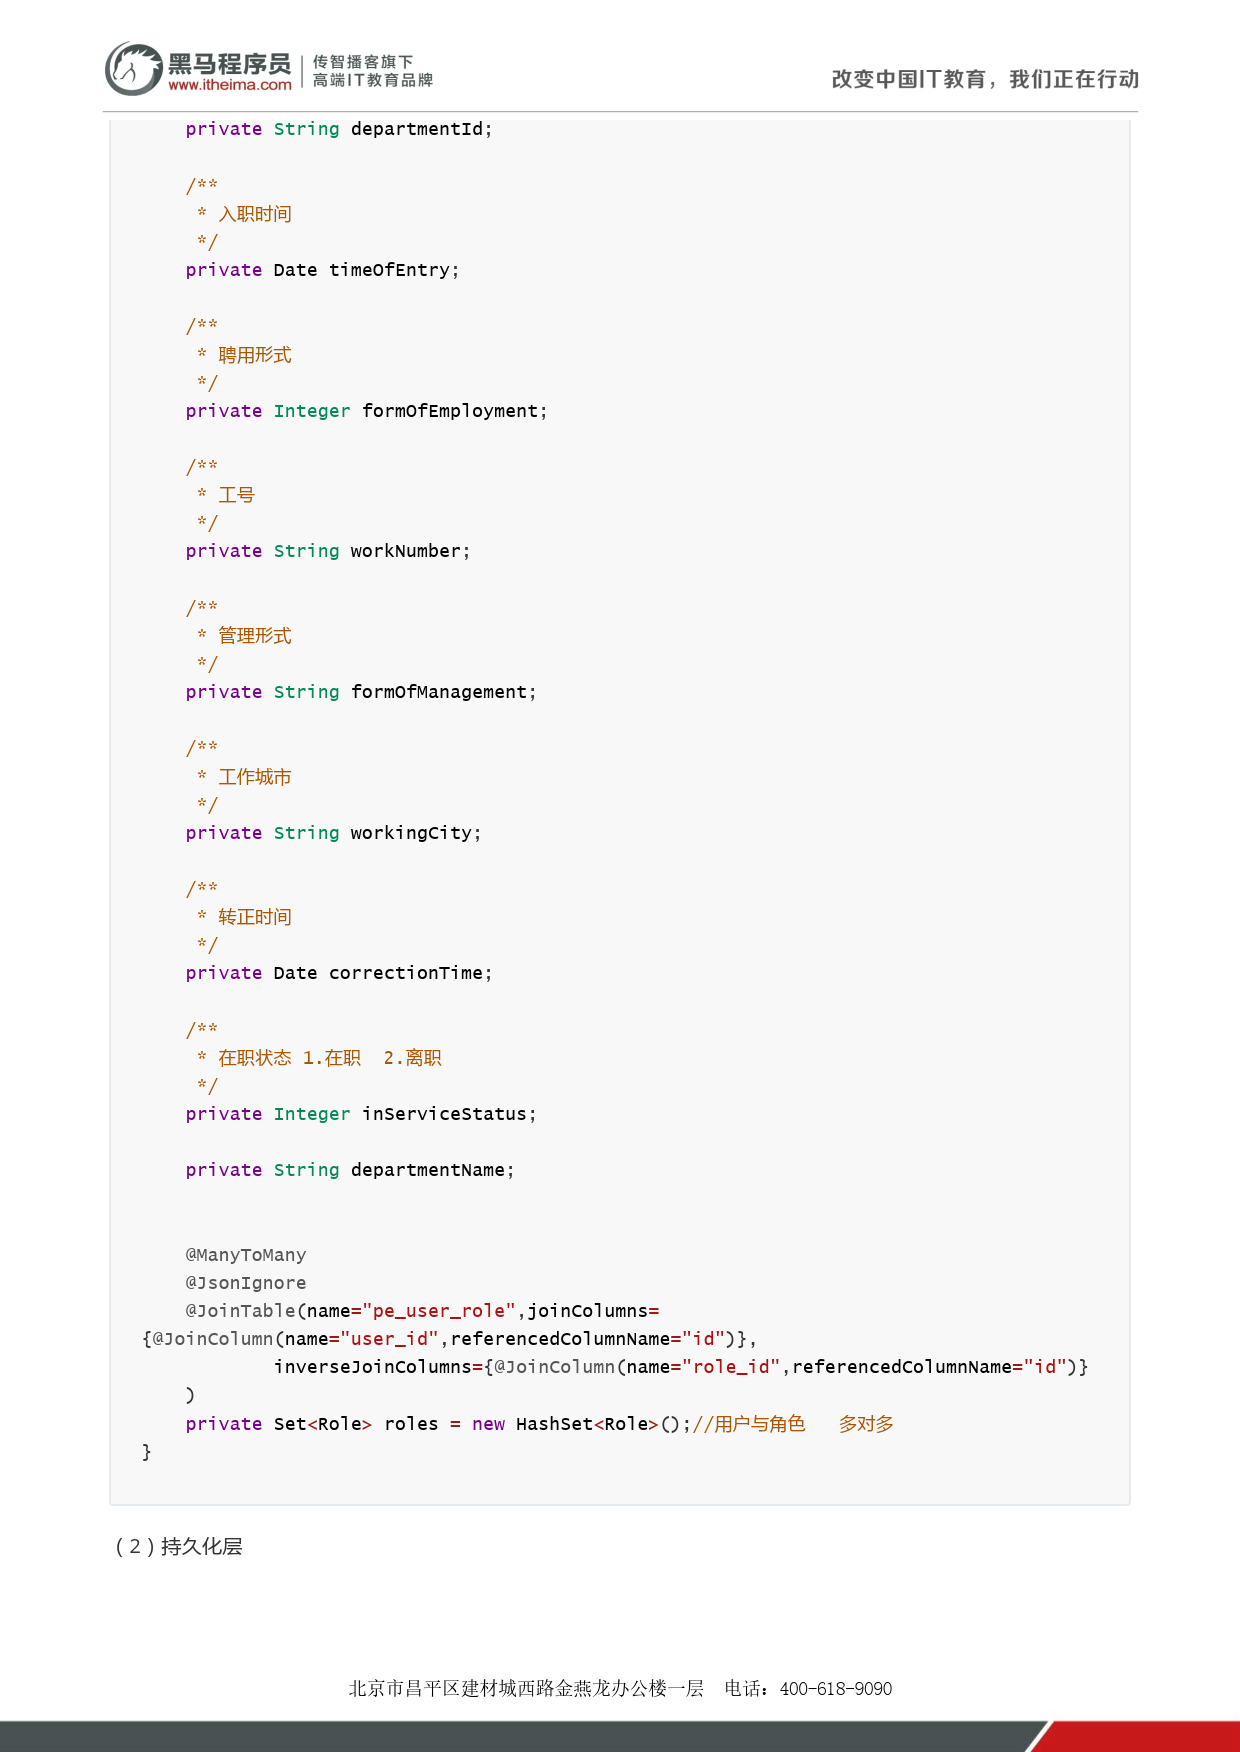 黑马程序员
www.itheima.com
传智播客旗下
高端IT教育品牌
改变中国IT教育，我们正在行动
    private String departmentId;

    /**
     * 入职时间
     */
    private Date timeOfEntry;

    /**
     * 聘用形式
     */
    private Integer formOfEmployment;

    /**
     * 工号
     */
    private String workNumber;

    /**
     * 管理形式
     */
    private String formOfManagement;

    /**
     * 工作城市
     */
    private String workingCity;

    /**
     * 转正时间
     */
    private Date correctionTime;

    /**
     * 在职状态 1.在职  2.离职
     */
    private Integer inServiceStatus;

    private String departmentName;


    @ManyToMany
    @JsonIgnore
    @JoinTable(name="pe_user_role",joinColumns=
{@JoinColumn(name="user_id",referencedColumnName="id")},
            inverseJoinColumns={@JoinColumn(name="role_id",referencedColumnName="id")}
    )
    private Set<Role> roles = new HashSet<Role>();//用户与角色   多对多
}
（2）持久化层
北京市昌平区建材城西路金燕龙办公楼一层  电话：400-618-9090